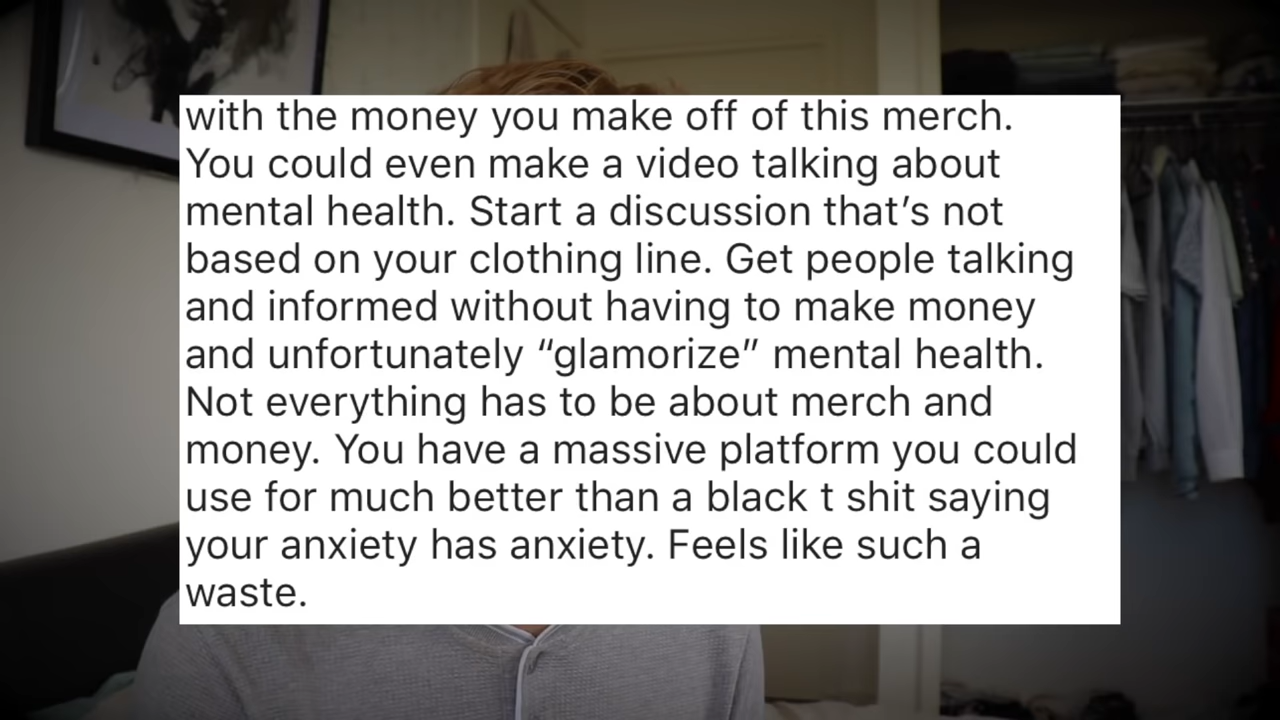 with the money you make off of this merch.
You could even make a video talking about
mental health. Start a discussion that’s not
based on your clothing line. Get people talking
and informed without having to make money
and unfortunately “glamorize” mental health.
Not everything has to be about merch and
money. You have a massive platform you could
use for much better than a black t shit saying
your anxiety has anxiety. Feels like such a
waste.